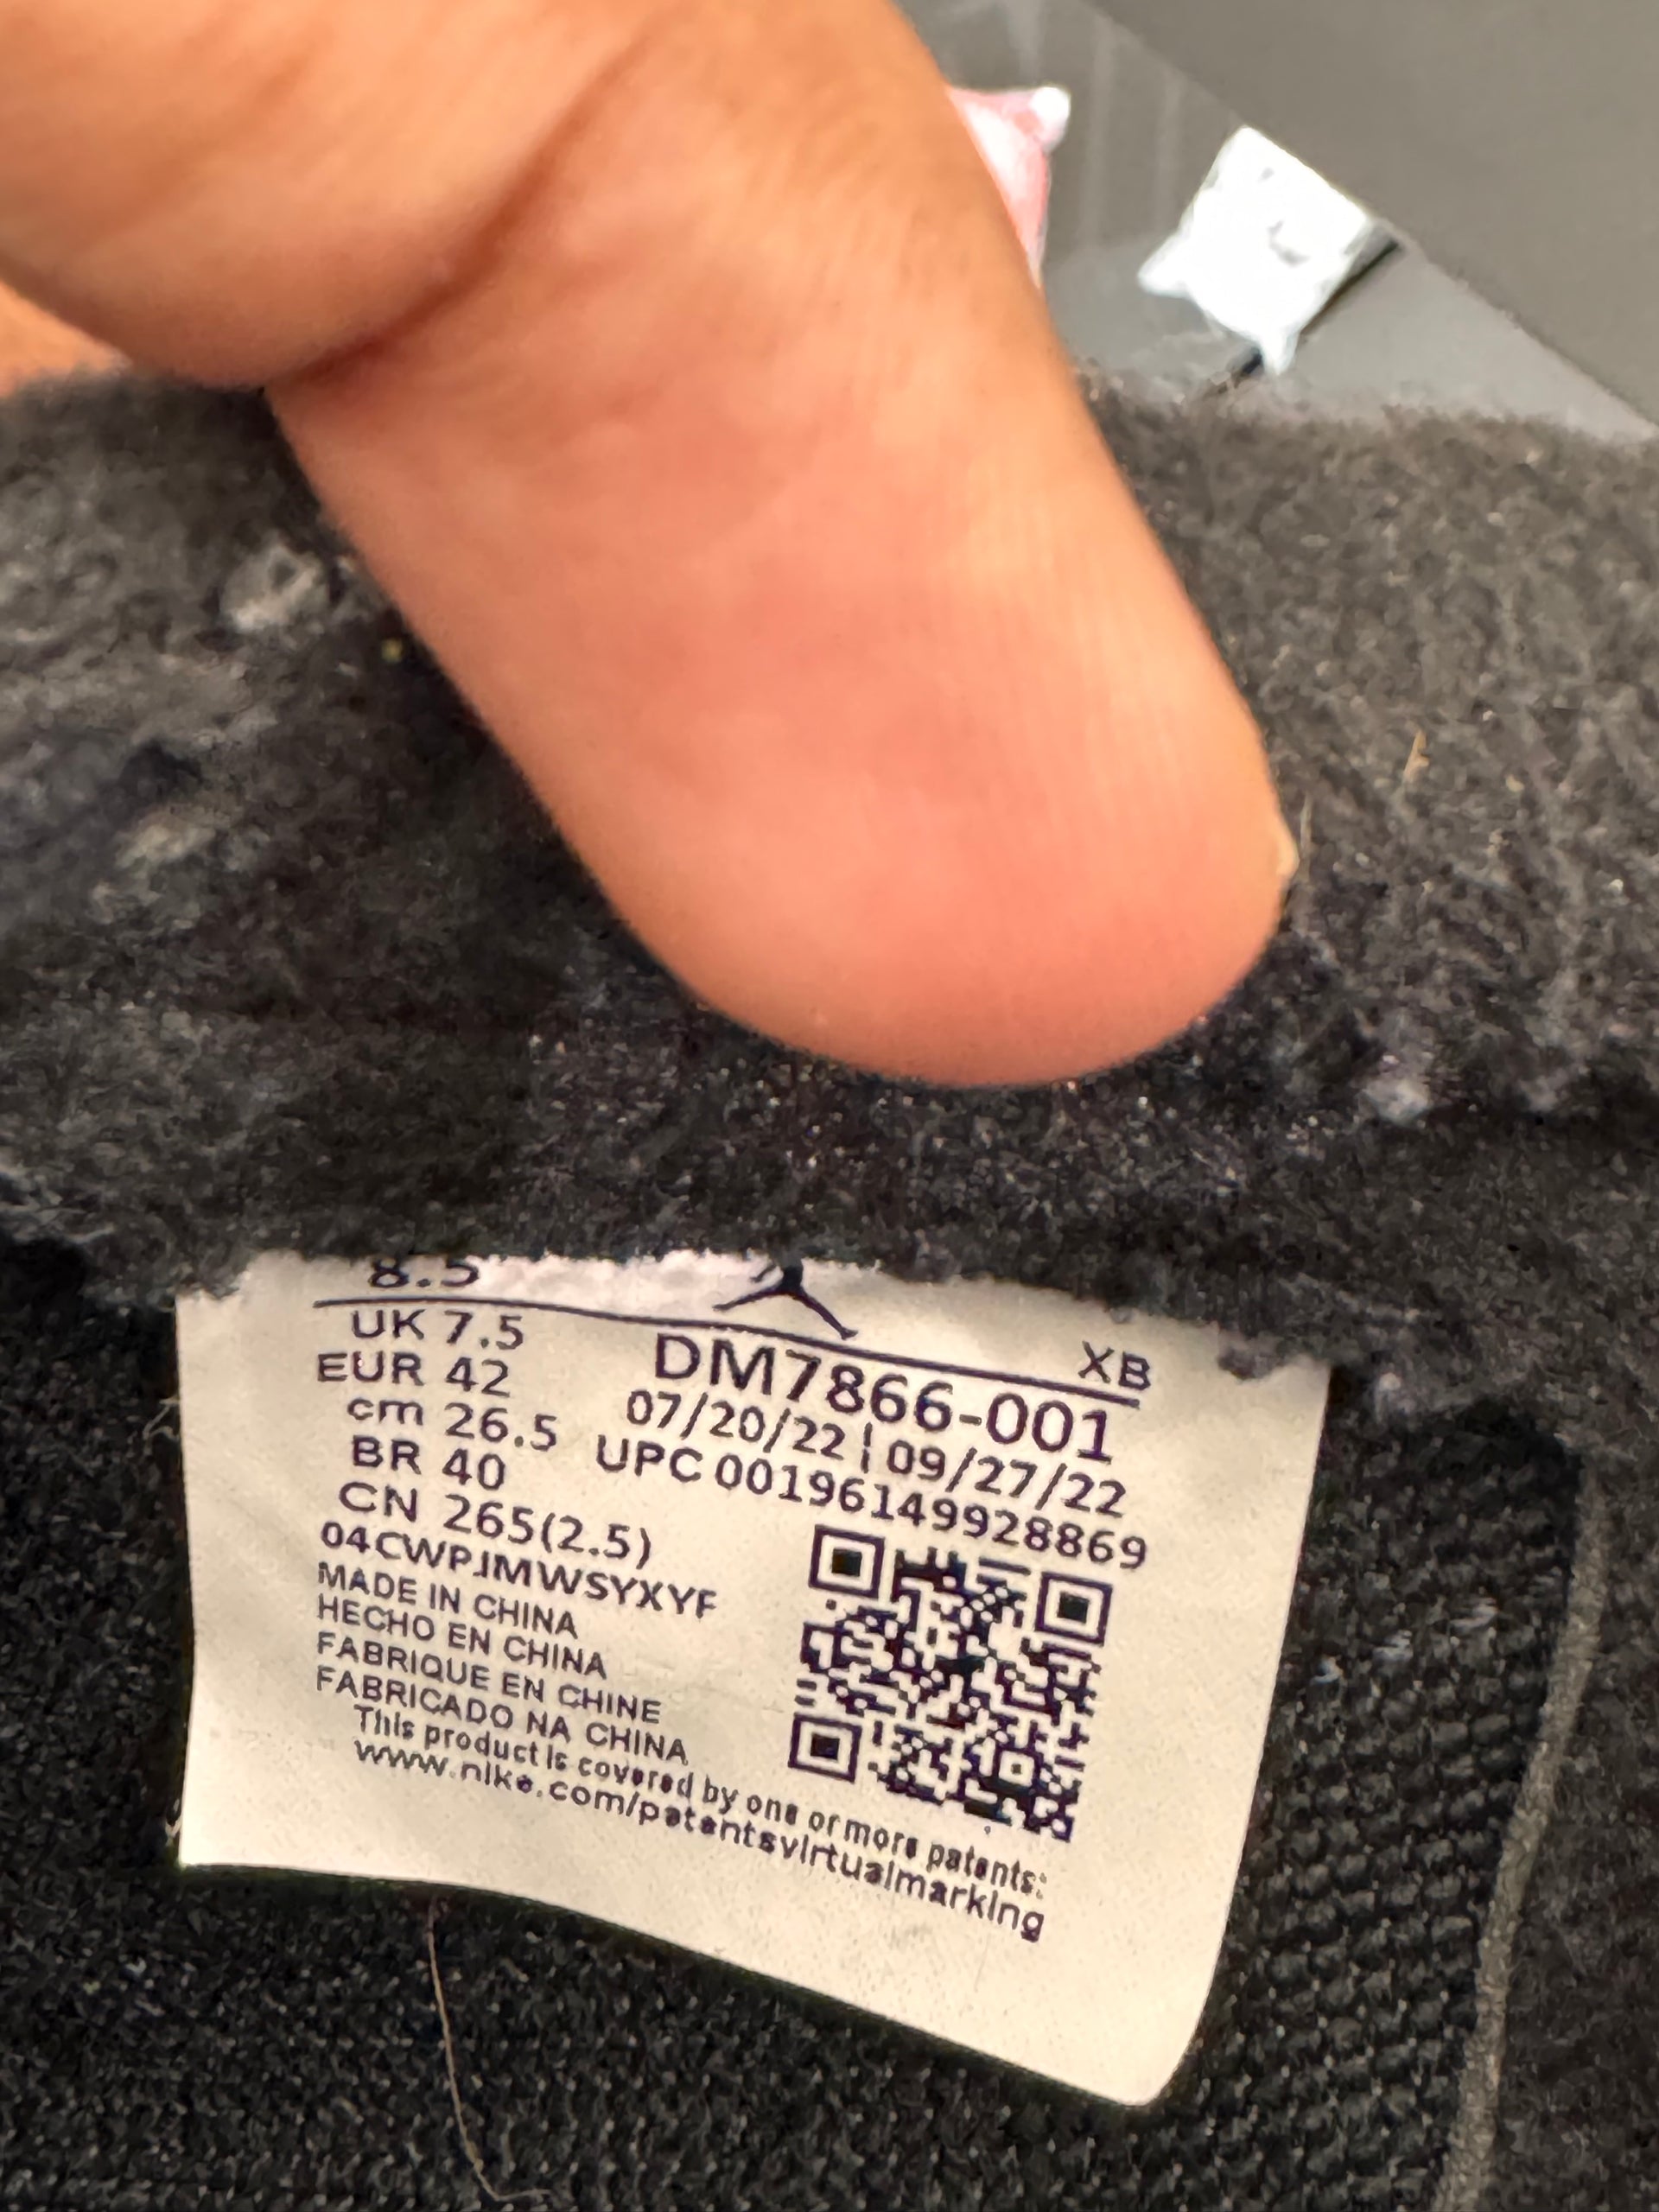 8.5
UK 7.5
EUR 42
cm 26.5
BR 40
CN 265(2.5)
XB
DM7866-001
07/20/22 | 09/27/22
UPC 00196149928869
04CWPJMWSYXYF
MADE IN CHINA
HECHO EN CHINA
FABRIQUE EN CHINE
FABRICADO NA CHINA
This product is covered by one or more patents:
www.nike.com/patentsvirtualmarking